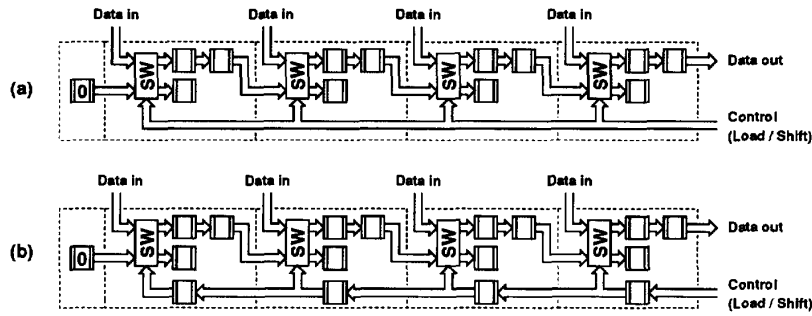 Data in Data in Data in Data in
(a)
0
SW SW SW SW
Data out
Control
(Load / Shift)
Data in Data in Data in Data in
(b)
0
SW SW SW SW
Data out
Control
(Load / Shift)